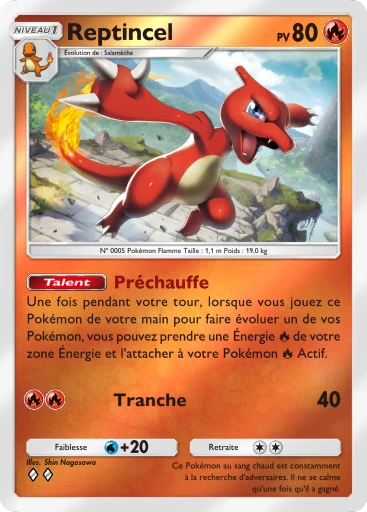 NIVEAU 1
Reptincel
PV 80
Évolution de : Salamèche
N° 0005 Pokémon Flamme Taille : 1,1 m Poids : 19,0 kg
Talent Préchauffe
Une fois pendant votre tour, lorsque vous jouez ce
Pokémon de votre main pour faire évoluer un de vos
Pokémon, vous pouvez prendre une Énergie de votre
zone Énergie et l'attacher à votre Pokémon Actif.
Tranche 40
Faiblesse +20
Retraite
Illus. Shin Nagasawa
Ce Pokémon au sang chaud est constamment
à la recherche d'adversaires. Il ne se calme
qu'une fois qu'il a gagné.